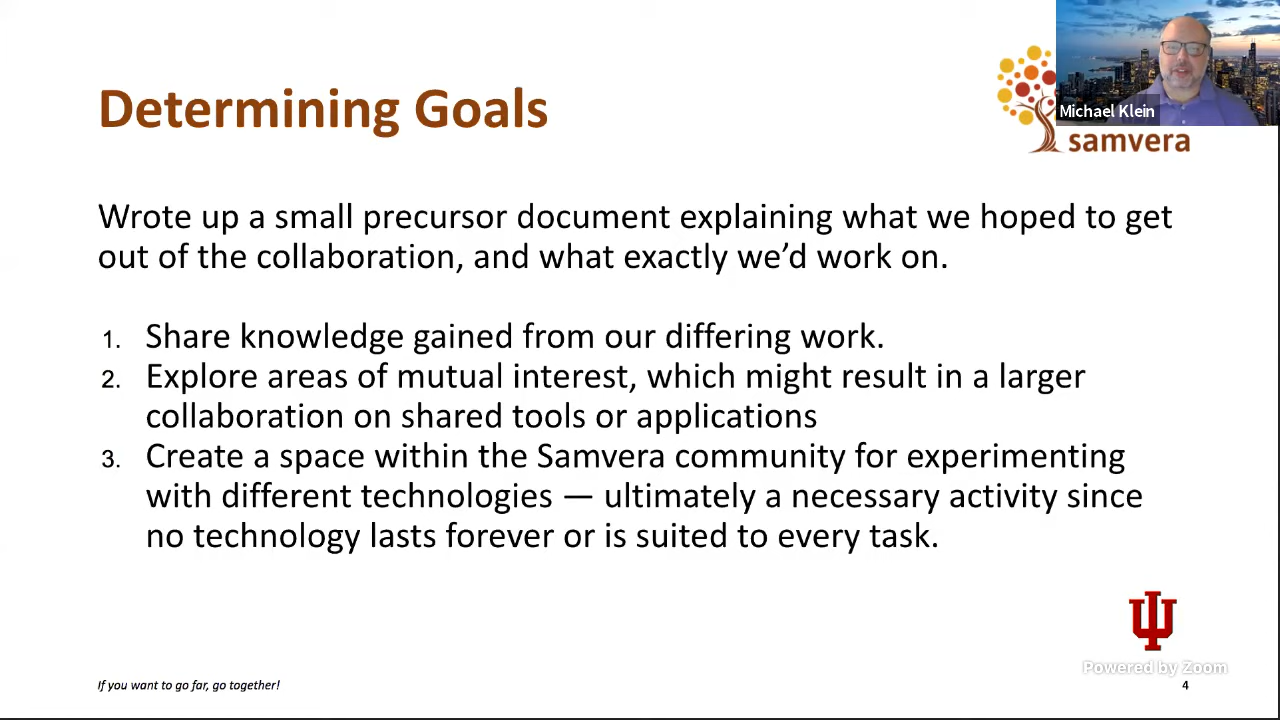 Determining Goals
Michael Klein
samvera
Wrote up a small precursor document explaining what we hoped to get
out of the collaboration, and what exactly we’d work on.
1. Share knowledge gained from our differing work.
2. Explore areas of mutual interest, which might result in a larger
collaboration on shared tools or applications
3. Create a space within the Samvera community for experimenting
with different technologies — ultimately a necessary activity since
no technology lasts forever or is suited to every task.
Powered by Zoom
If you want to go far, go together!
4